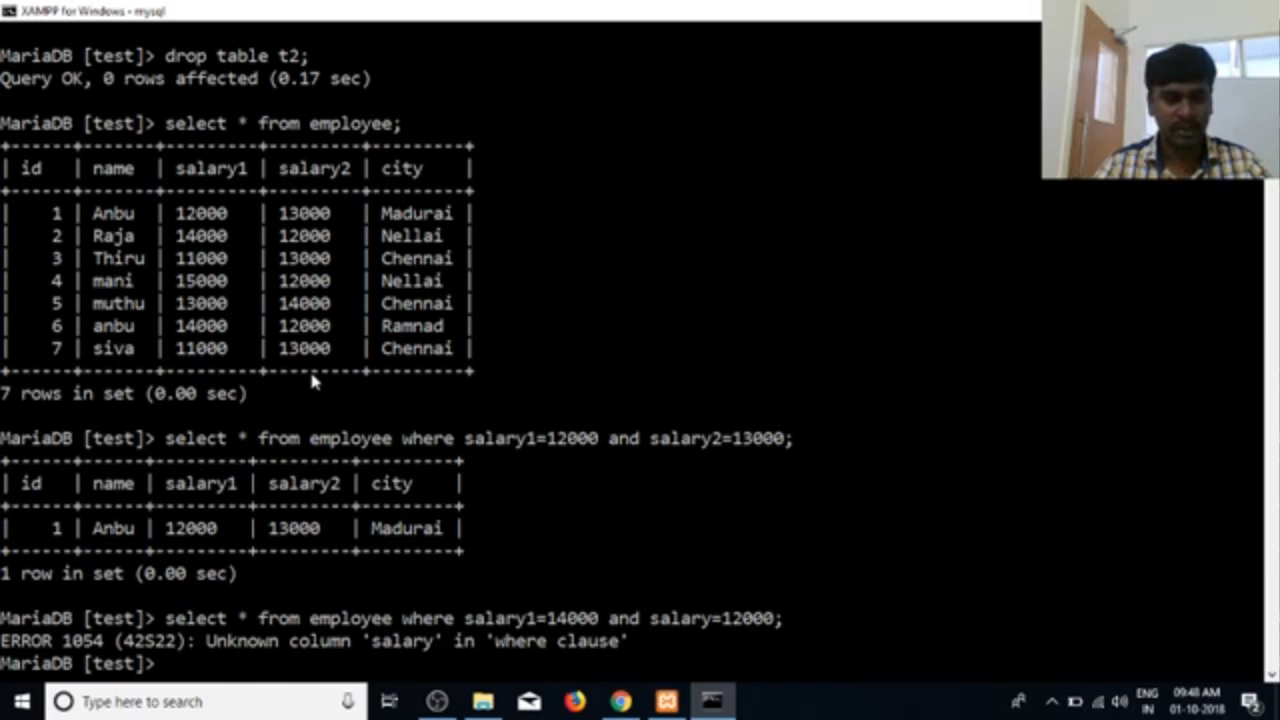 XAMPP for Windows - mysql
MariaDB [test]> drop table t2;
Query OK, 0 rows affected (0.17 sec)
MariaDB [test]> select * from employee;
+------+-------+---------+---------+---------+
| id   | name  | salary1 | salary2 | city    |
+------+-------+---------+---------+---------+
|    1 | Anbu  | 12000   | 13000   | Madurai |
|    2 | Raja  | 14000   | 12000   | Nellai  |
|    3 | Thiru | 11000   | 13000   | Chennai |
|    4 | mani  | 15000   | 12000   | Nellai  |
|    5 | muthu | 13000   | 14000   | Chennai |
|    6 | anbu  | 14000   | 12000   | Ramnad  |
|    7 | siva  | 11000   | 13000   | Chennai |
+------+-------+---------+---------+---------+
7 rows in set (0.00 sec)
MariaDB [test]> select * from employee where salary1=12000 and salary2=13000;
+------+------+---------+---------+---------+
| id   | name | salary1 | salary2 | city    |
+------+------+---------+---------+---------+
|    1 | Anbu | 12000   | 13000   | Madurai |
+------+------+---------+---------+---------+
1 row in set (0.00 sec)
MariaDB [test]> select * from employee where salary1=14000 and salary=12000;
ERROR 1054 (42S22): Unknown column 'salary' in 'where clause'
MariaDB [test]>
Type here to search
ENG
IN
09:48 AM
01-10-2018
2